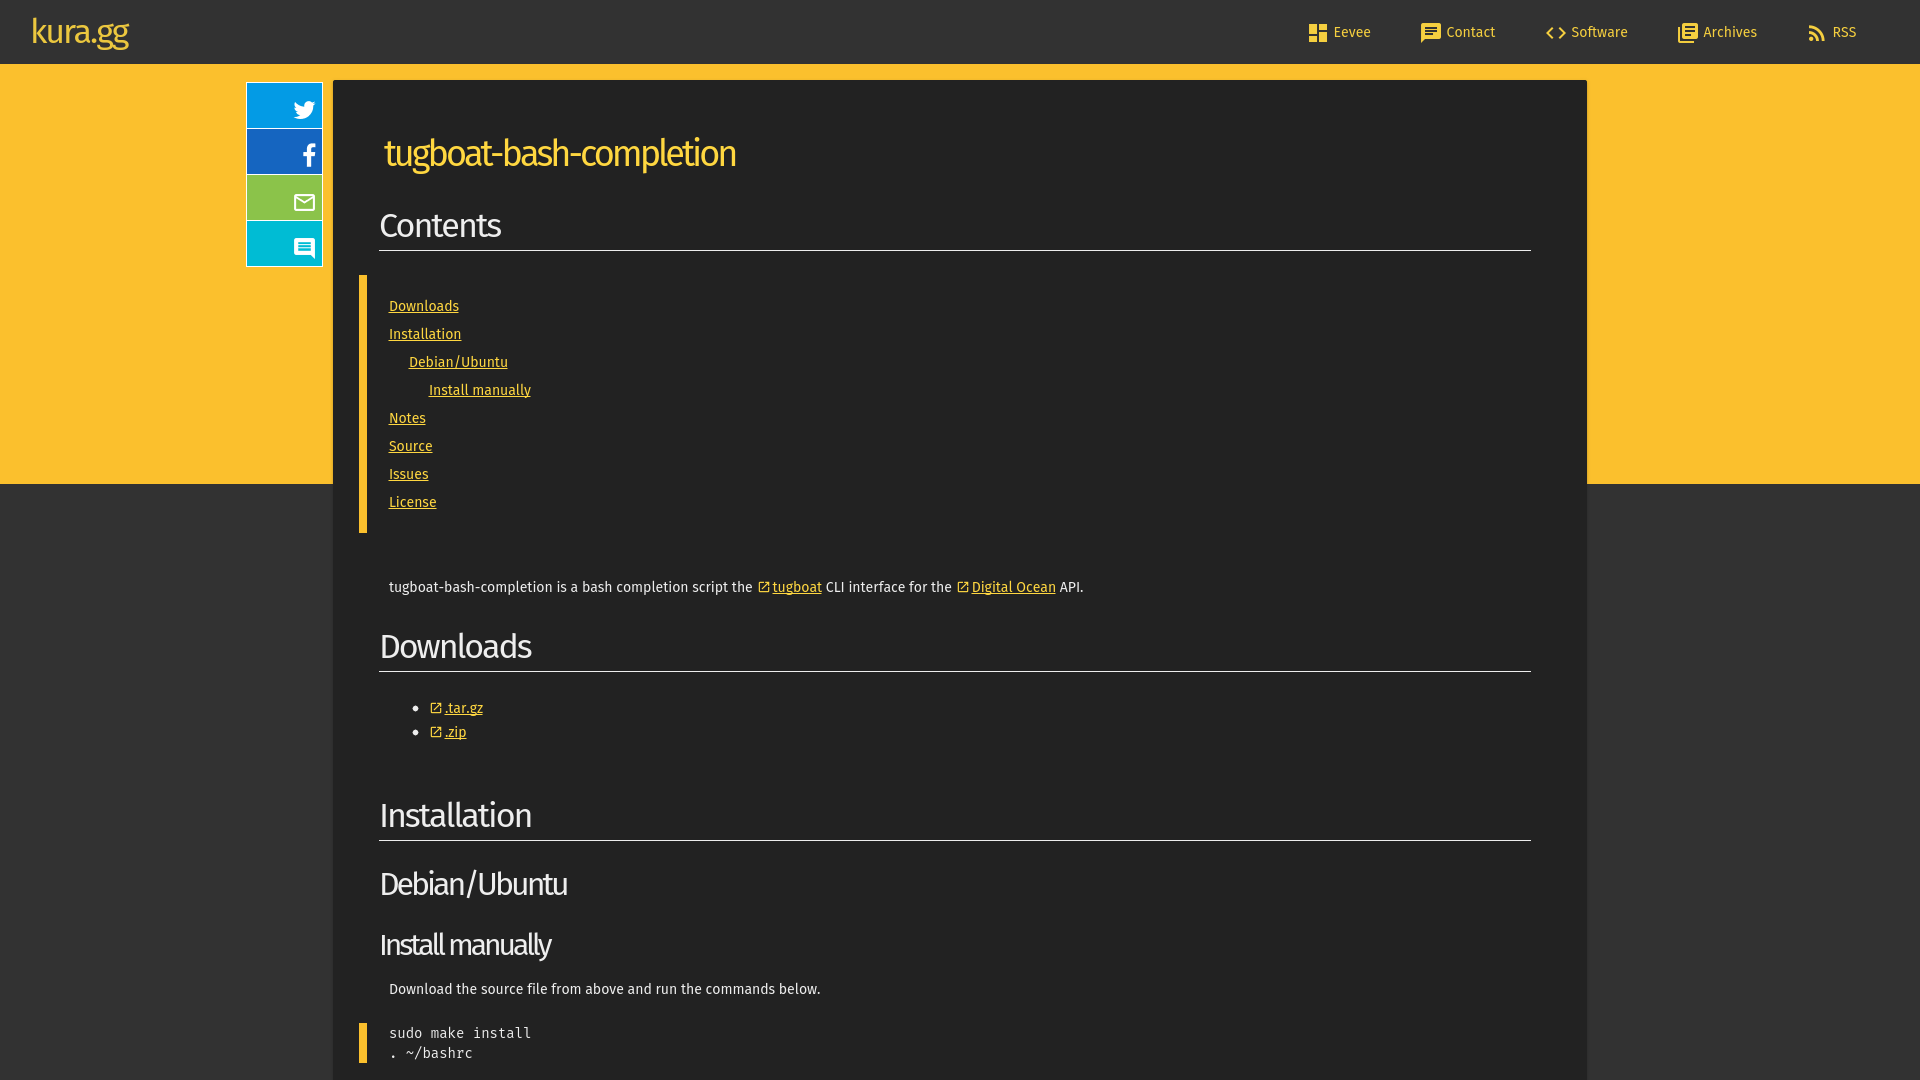 kura.gg
Eevee
Contact
Software
Archives
RSS
tugboat-bash-completion
Contents
Downloads
Installation
Debian/Ubuntu
Install manually
Notes
Source
Issues
License
tugboat-bash-completion is a bash completion script the tugboat CLI interface for the Digital Ocean API.
Downloads
.tar.gz
.zip
Installation
Debian/Ubuntu
Install manually
Download the source file from above and run the commands below.
sudo make install
. ~/bashrc